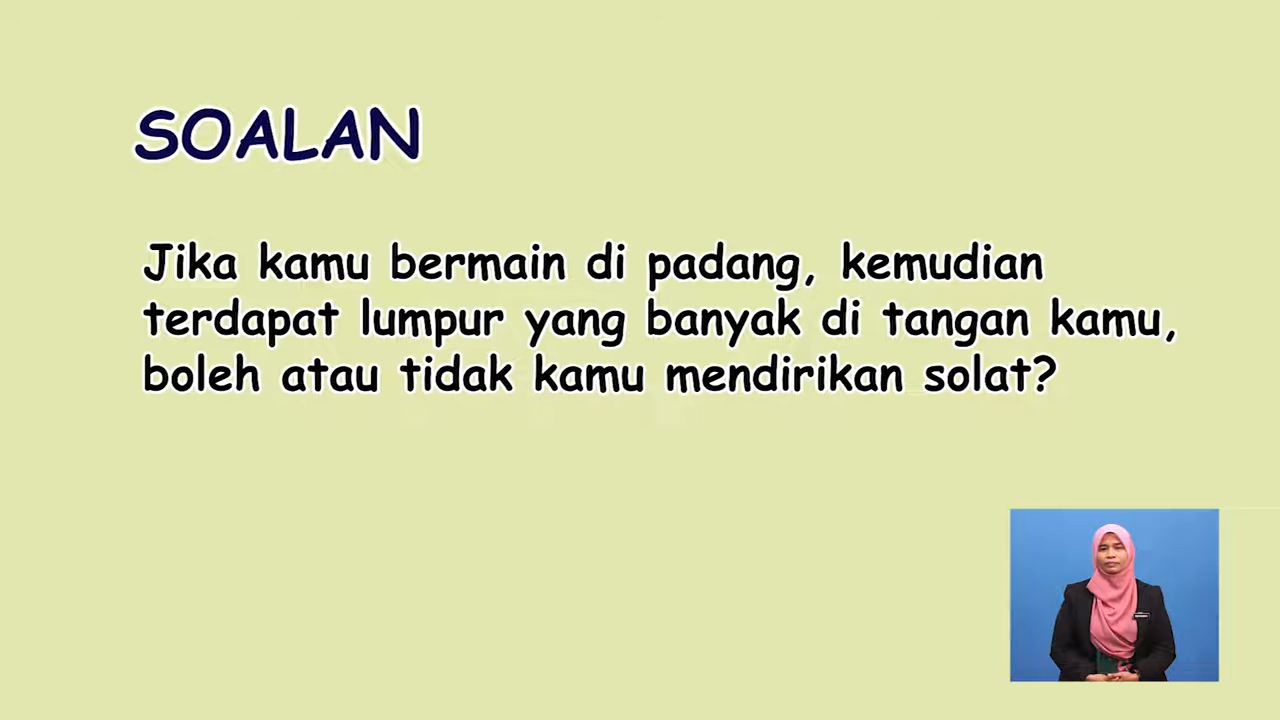 SOALAN
Jika kamu bermain di padang, kemudian
terdapat lumpur yang banyak di tangan kamu,
boleh atau tidak kamu mendirikan solat?